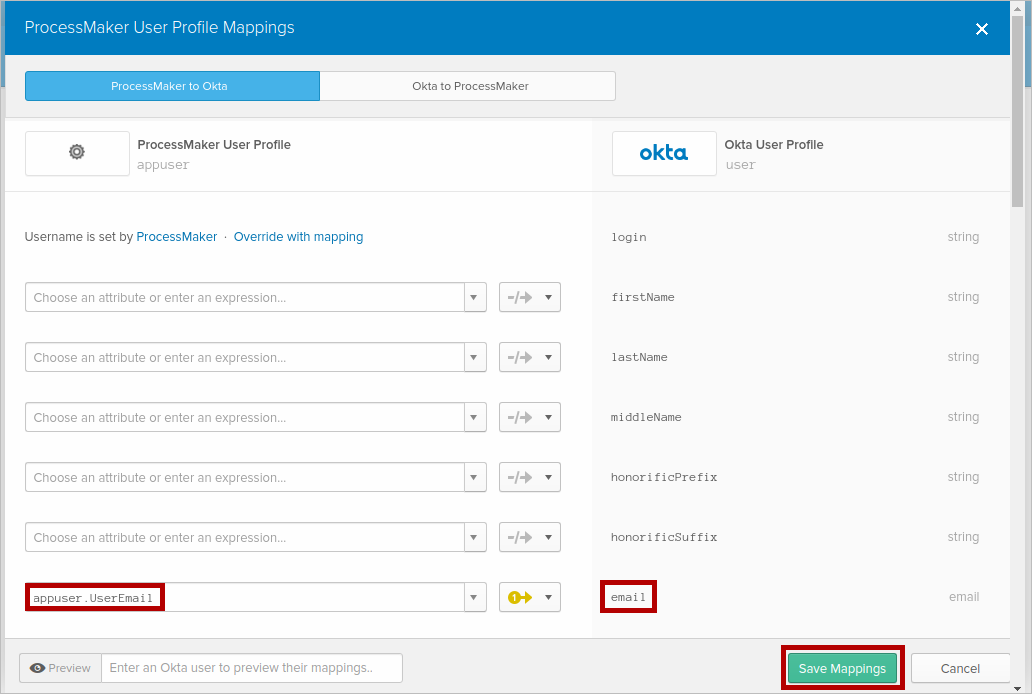 ProcessMaker User Profile Mappings
ProcessMaker to Okta
Okta to ProcessMaker
ProcessMaker User Profile
appuser
okta
Okta User Profile
user
Username is set by ProcessMaker · Override with mapping
login string
Choose an attribute or enter an expression... firstName string
Choose an attribute or enter an expression... lastName string
Choose an attribute or enter an expression... middleName string
Choose an attribute or enter an expression... honorificPrefix string
Choose an attribute or enter an expression... honorificSuffix string
appuser.UserEmail email email
Preview Enter an Okta user to preview their mappings.. Save Mappings Cancel